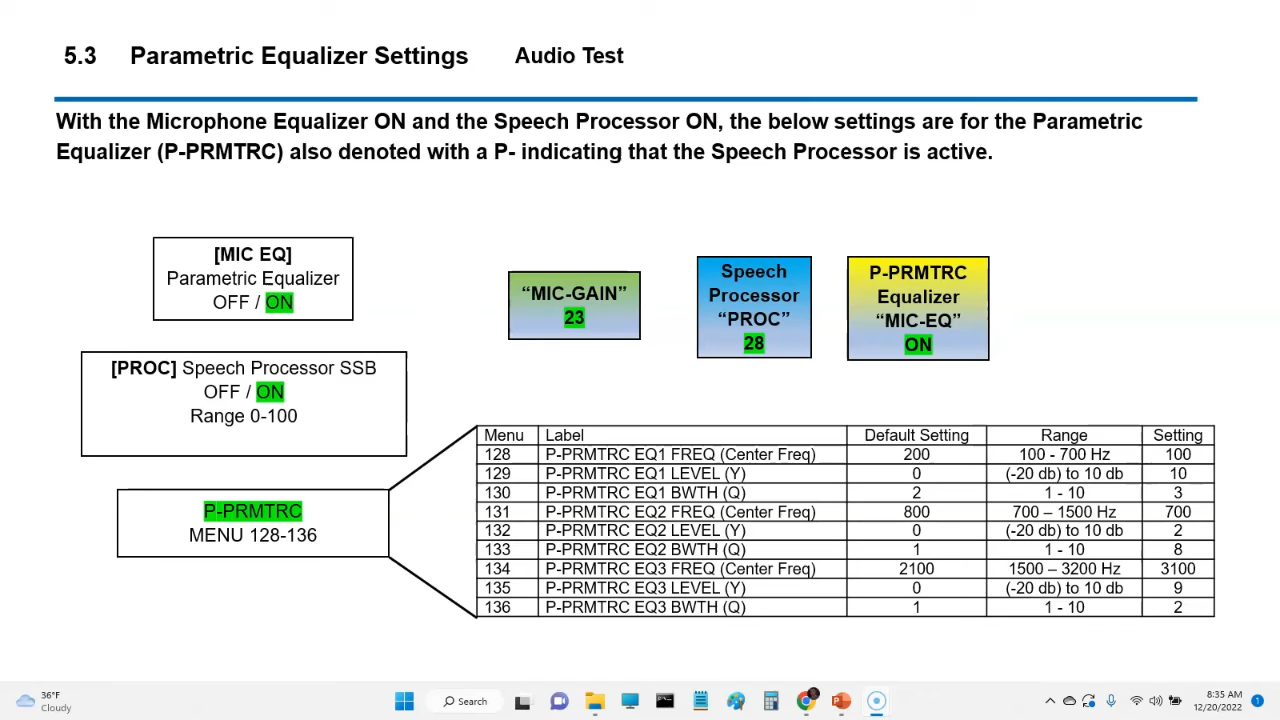 5.3 Parametric Equalizer Settings Audio Test
With the Microphone Equalizer ON and the Speech Processor ON, the below settings are for the Parametric
Equalizer (P-PRMTRC) also denoted with a P- indicating that the Speech Processor is active.
[MIC EQ]
Parametric Equalizer
OFF / ON
“MIC-GAIN”
23
Speech
Processor
“PROC”
28
P-PRMTRC
Equalizer
“MIC-EQ”
ON
[PROC] Speech Processor SSB
OFF / ON
Range 0-100
P-PRMTRC
MENU 128-136
Menu Label Default Setting Range Setting
128 P-PRMTRC EQ1 FREQ (Center Freq) 200 100 - 700 Hz 100
129 P-PRMTRC EQ1 LEVEL (Y) 0 (-20 db) to 10 db 10
130 P-PRMTRC EQ1 BWTH (Q) 2 1 - 10 3
131 P-PRMTRC EQ2 FREQ (Center Freq) 800 700 – 1500 Hz 700
132 P-PRMTRC EQ2 LEVEL (Y) 0 (-20 db) to 10 db 2
133 P-PRMTRC EQ2 BWTH (Q) 1 1 - 10 8
134 P-PRMTRC EQ3 FREQ (Center Freq) 2100 1500 – 3200 Hz 3100
135 P-PRMTRC EQ3 LEVEL (Y) 0 (-20 db) to 10 db 9
136 P-PRMTRC EQ3 BWTH (Q) 1 1 - 10 2
36°F
Cloudy
Search
8:35 AM
12/20/2022
1